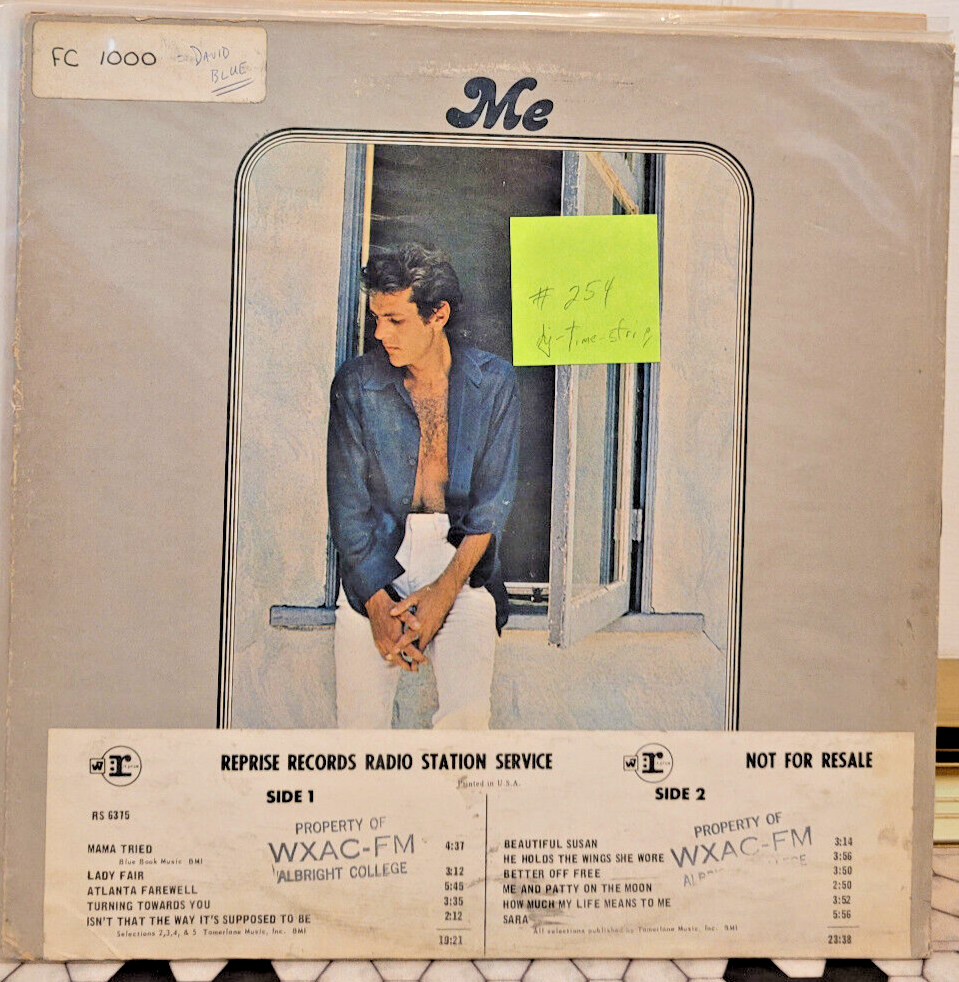 FC 1000 - DAVID
BLUE
Me
# 254
dj-time-strip
W r reprise
REPRISE RECORDS RADIO STATION SERVICE
W r reprise
NOT FOR RESALE
Printed in U.S.A.
SIDE 1
RS 6375
PROPERTY OF
WXAC-FM
ALBRIGHT COLLEGE
MAMA TRIED 4:37
Blue Book Music BMI
LADY FAIR 3:12
ATLANTA FAREWELL 5:45
TURNING TOWARDS YOU 3:35
ISN'T THAT THE WAY IT'S SUPPOSED TO BE 2:12
Selections 2,3,4, & 5 Tamerlane Music, Inc. BMI
19:21
SIDE 2
PROPERTY OF
WXAC-FM
BEAUTIFUL SUSAN 3:14
HE HOLDS THE WINGS SHE WORE 3:56
BETTER OFF FREE 3:50
ME AND PATTY ON THE MOON 2:50
HOW MUCH MY LIFE MEANS TO ME 3:52
SARA 5:56
All selections published by Tamerlane Music, Inc. BMI
23:38